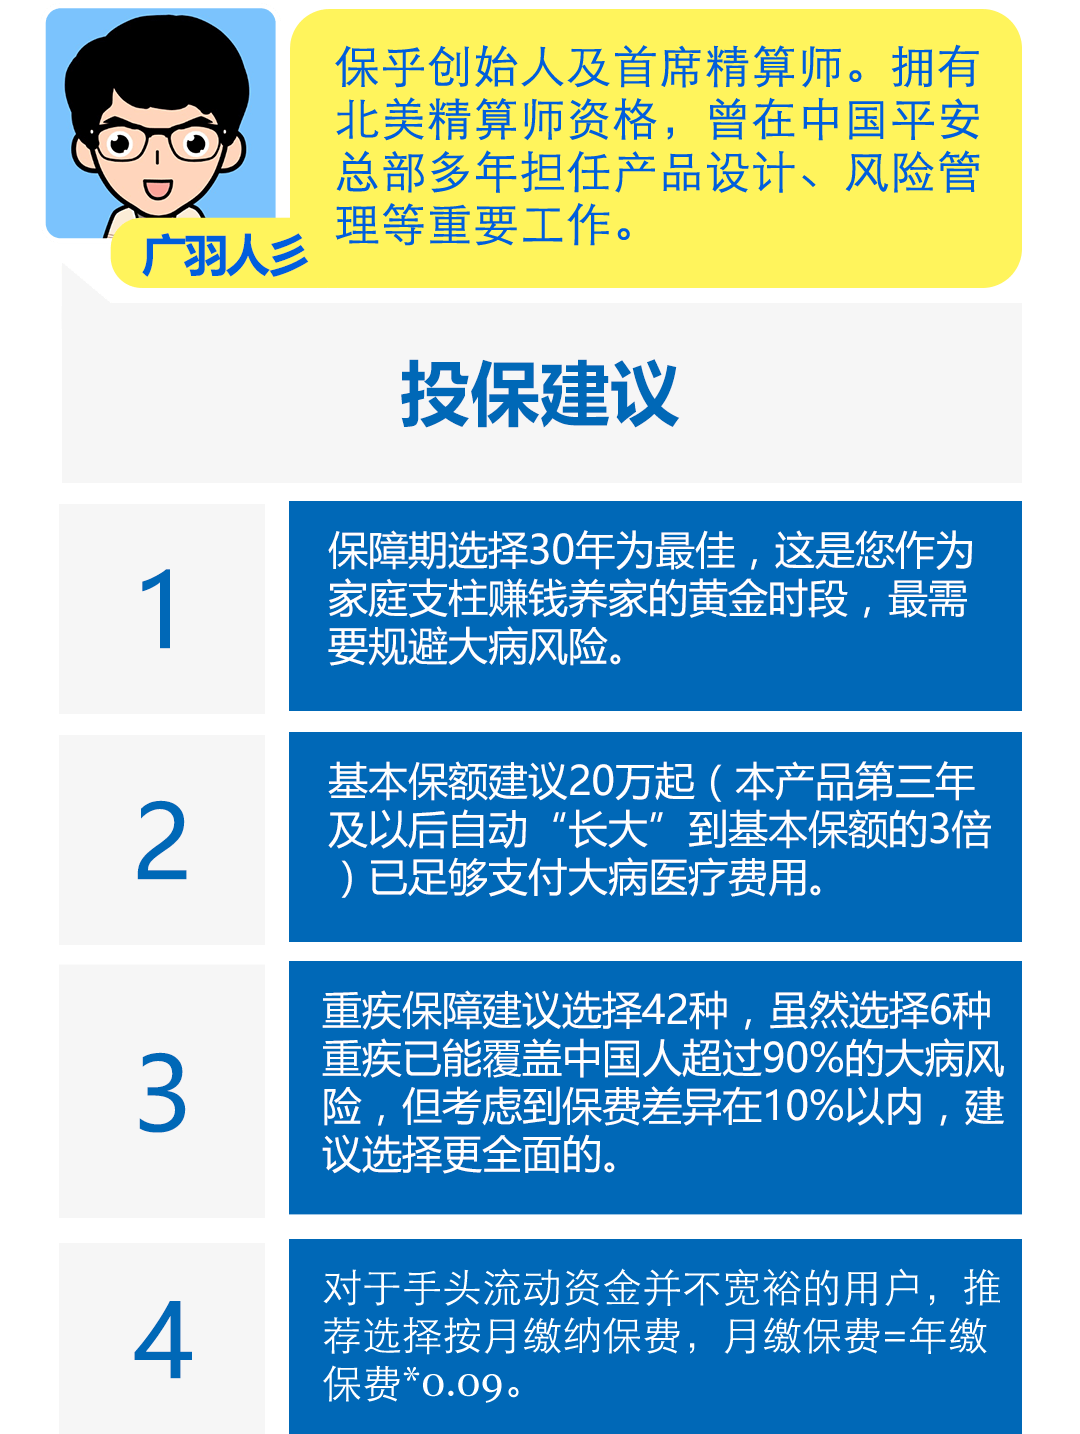 保乎创始人及首席精算师。拥有
北美精算师资格，曾在中国平安
总部多年担任产品设计、风险管
理等重要工作。
广羽人彡
投保建议
1
保障期选择30年为最佳，这是您作为
家庭支柱赚钱养家的黄金时段，最需
要规避大病风险。
2
基本保额建议20万起（本产品第三年
及以后自动“长大”到基本保额的3倍
）已足够支付大病医疗费用。
3
重疾保障建议选择42种，虽然选择6种
重疾已能覆盖中国人超过90%的大病风
险，但考虑到保费差异在10%以内，建
议选择更全面的。
4
对于手头流动资金并不宽裕的用户，推
荐选择按月缴纳保费，月缴保费=年缴
保费*0.09。